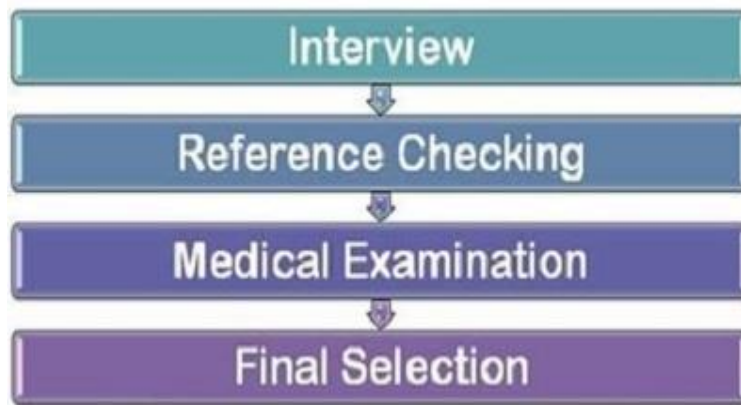 Interview
Reference Checking
Medical Examination
Final Selection